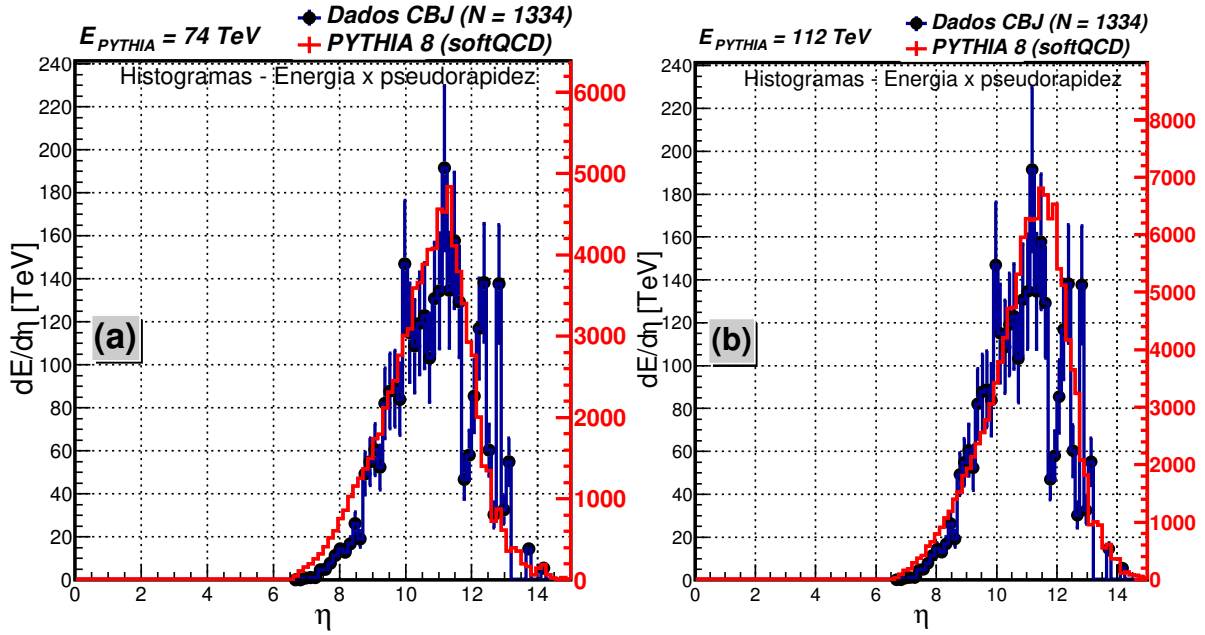 E_PYTHIA = 74 TeV
Dados CBJ (N = 1334)
PYTHIA 8 (softQCD)
Histogramas - Energia x pseudorapidez
dE/dη [TeV]
240
220
200
180
160
140
120
100
80
60
40
20
0
(a)
6000
5000
4000
3000
2000
1000
0
0 2 4 6 8 10 12 14
η
E_PYTHIA = 112 TeV
Dados CBJ (N = 1334)
PYTHIA 8 (softQCD)
Histogramas - Energia x pseudorapidez
dE/dη [TeV]
240
220
200
180
160
140
120
100
80
60
40
20
0
(b)
8000
7000
6000
5000
4000
3000
2000
1000
0
0 2 4 6 8 10 12 14
η